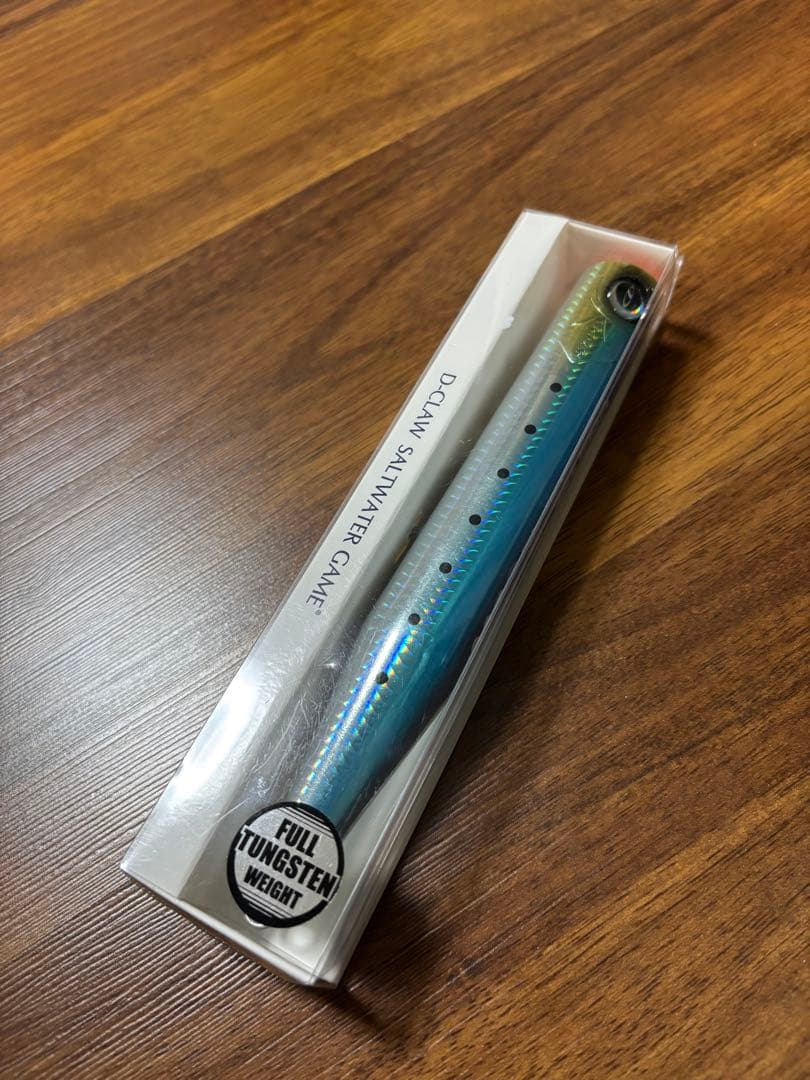 D-CLAW SALTWATER GAME®
FULL
TUNGSTEN
WEIGHT